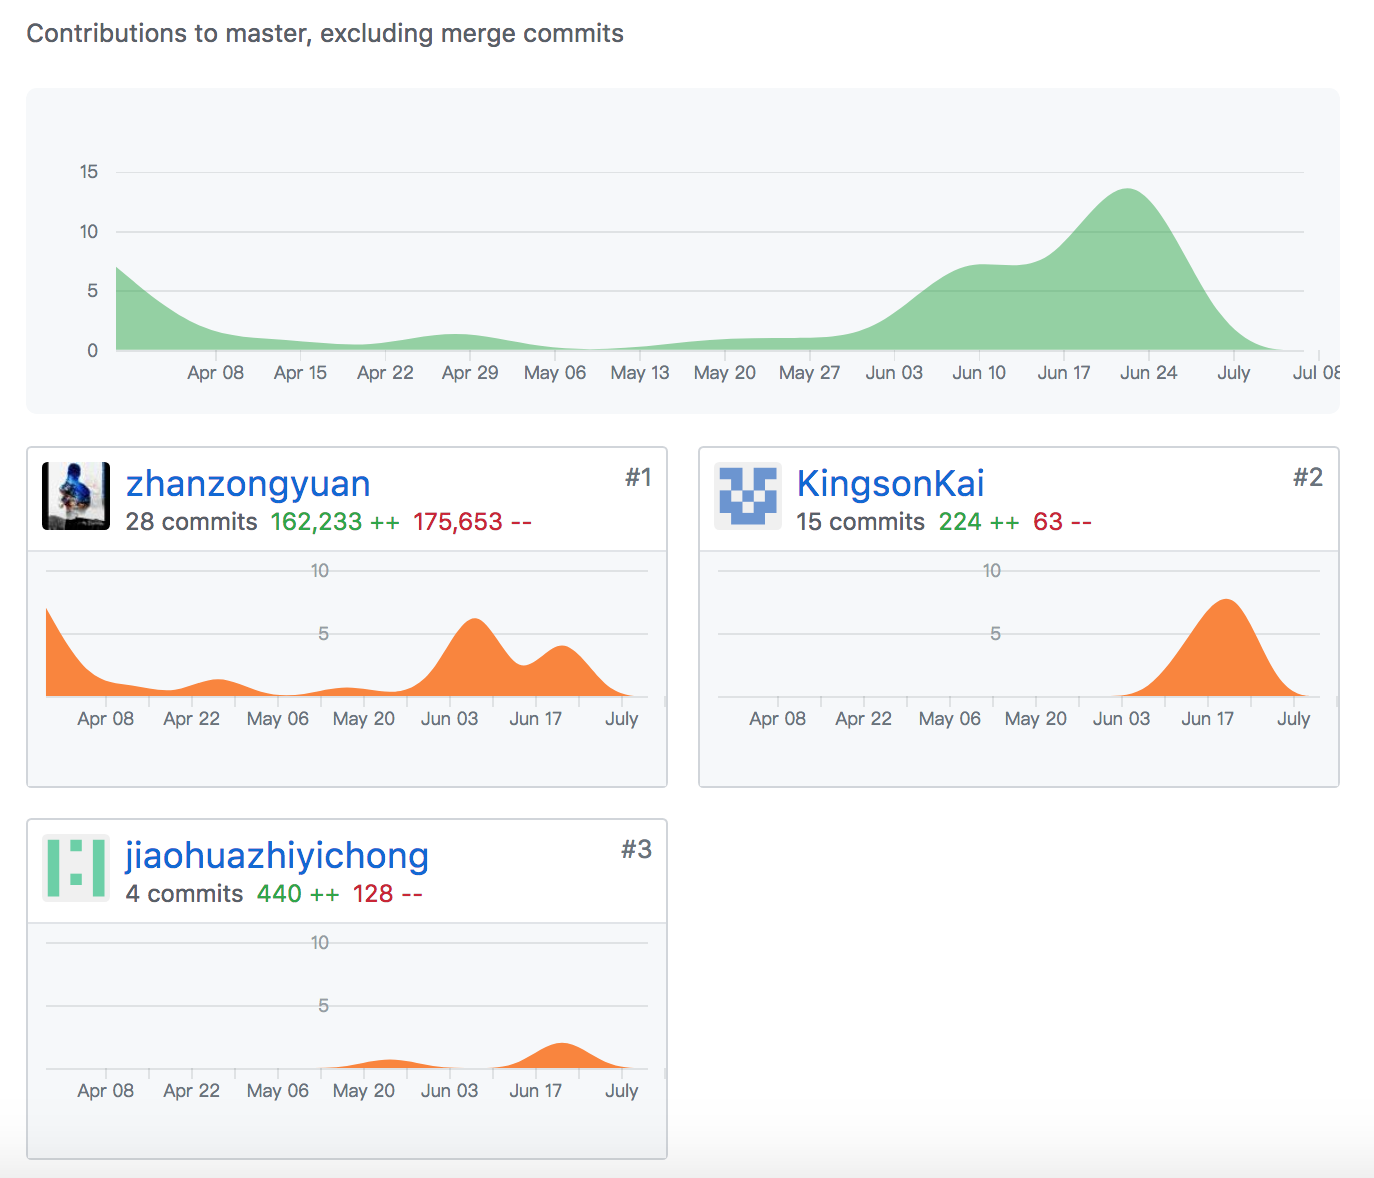 Contributions to master, excluding merge commits
15
10
5
0
Apr 08 Apr 15 Apr 22 Apr 29 May 06 May 13 May 20 May 27 Jun 03 Jun 10 Jun 17 Jun 24 July Jul 08
zhanzongyuan #1
28 commits 162,233 ++ 175,653 --
10
5
Apr 08 Apr 22 May 06 May 20 Jun 03 Jun 17 July
KingsonKai #2
15 commits 224 ++ 63 --
10
5
Apr 08 Apr 22 May 06 May 20 Jun 03 Jun 17 July
jiaohuazhiyichong #3
4 commits 440 ++ 128 --
10
5
Apr 08 Apr 22 May 06 May 20 Jun 03 Jun 17 July